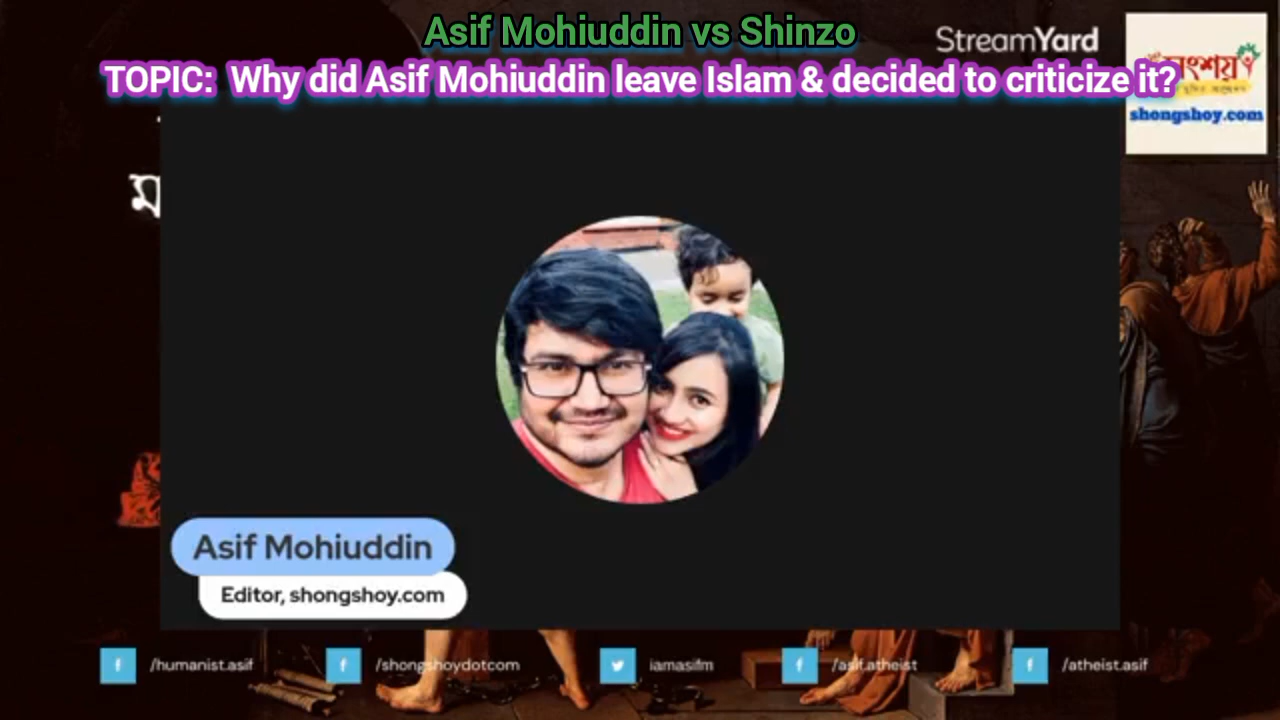 Asif Mohiuddin vs Shinzo
StreamYard
TOPIC: Why did Asif Mohiuddin leave Islam & decided to criticize it?
shongshoy.com
Asif Mohiuddin
Editor, shongshoy.com
/humanist.asif
/shongshoydotcom
iamasifm
/asif.atheist
/atheist.asif